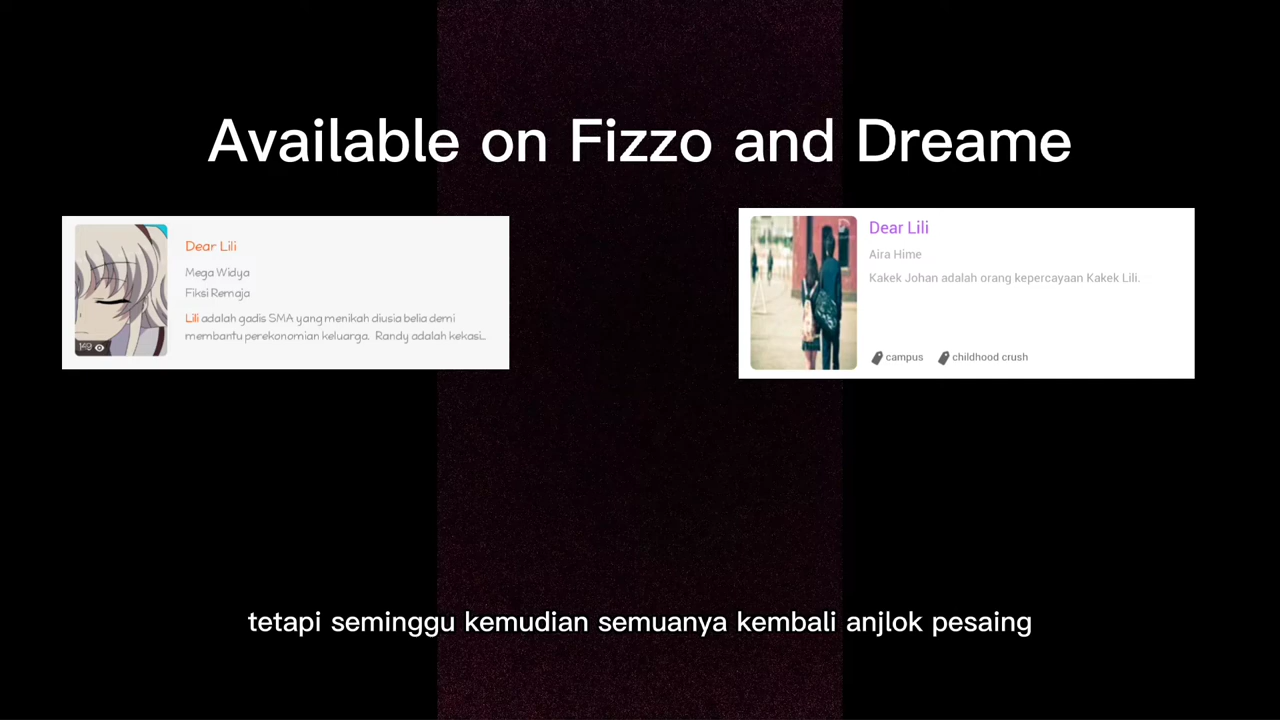 Available on Fizzo and Dreame
Dear Lili
Mega Widya
Fiksi Remaja
Lili adalah gadis SMA yang menikah diusia belia demi
membantu perekonomian keluarga. Randy adalah kekasi...
149
Dear Lili
Aira Hime
Kakek Johan adalah orang kepercayaan Kakek Lili.
campus childhood crush
tetapi seminggu kemudian semuanya kembali anjlok pesaing